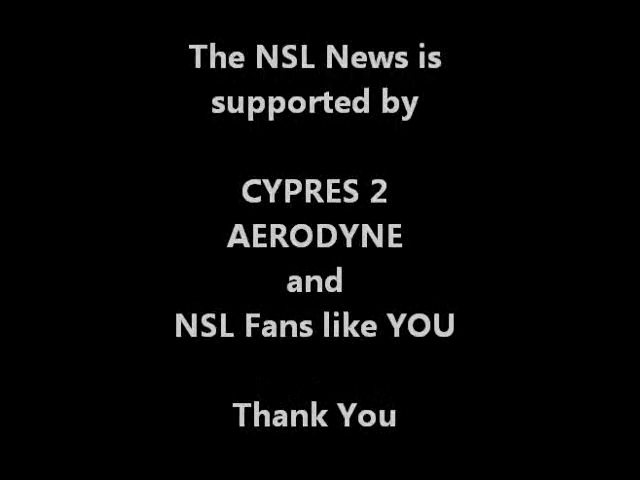 The NSL News is
supported by
CYPRES 2
AERODYNE
and
NSL Fans like YOU
Thank You